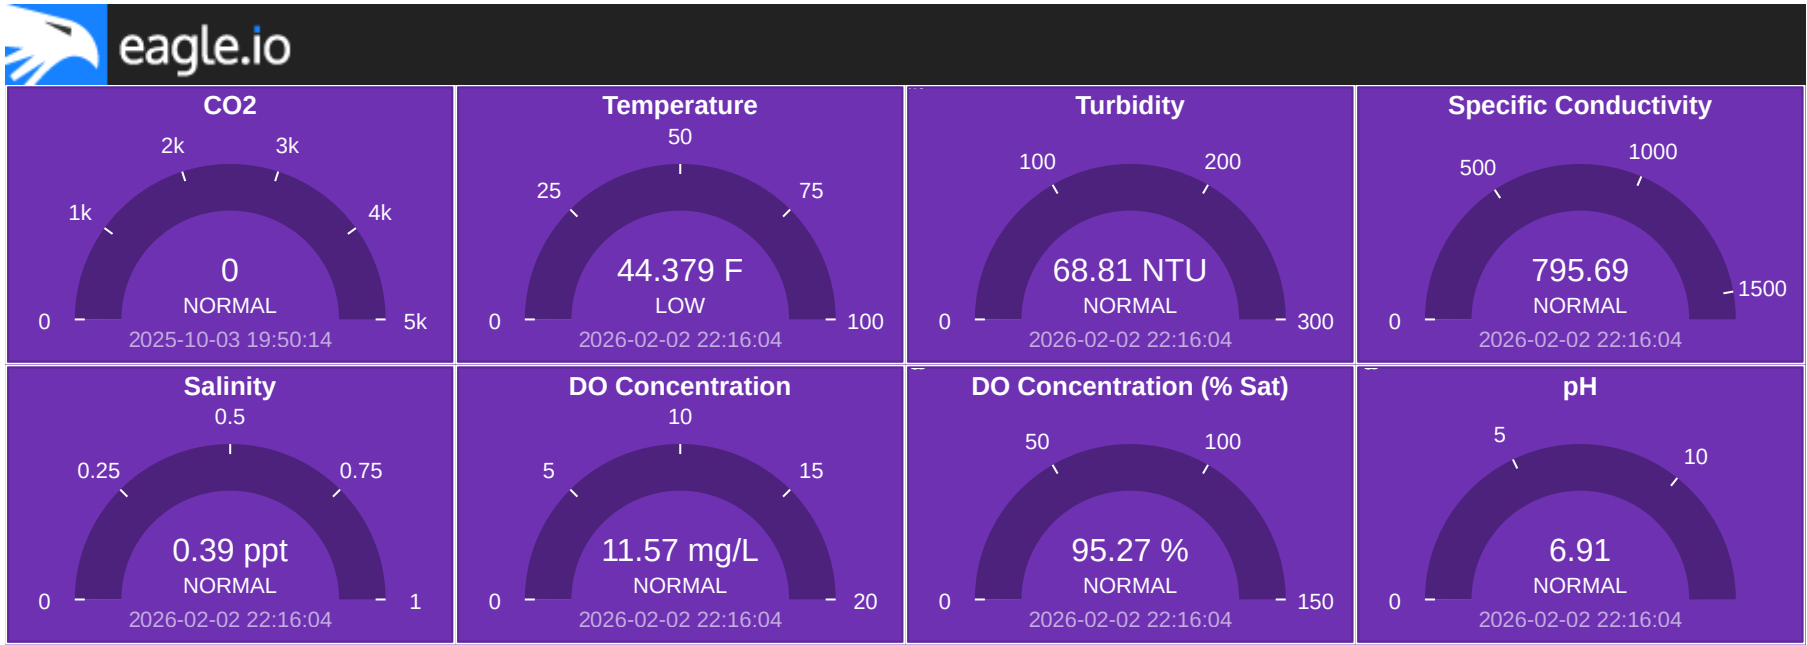 eagle.io
CO2
2k 3k
1k 4k
0 5k
0
NORMAL
2025-10-03 19:50:14
Temperature
50
25 75
0 100
44.379 F
LOW
2026-02-02 22:16:04
Turbidity
100 200
0 300
68.81 NTU
NORMAL
2026-02-02 22:16:04
Specific Conductivity
500 1000
1500
0
795.69
NORMAL
2026-02-02 22:16:04
Salinity
0.5
0.25 0.75
0 1
0.39 ppt
NORMAL
2026-02-02 22:16:04
DO Concentration
10
5 15
0 20
11.57 mg/L
NORMAL
2026-02-02 22:16:04
DO Concentration (% Sat)
50 100
0 150
95.27 %
NORMAL
2026-02-02 22:16:04
pH
5 10
0
6.91
NORMAL
2026-02-02 22:16:04